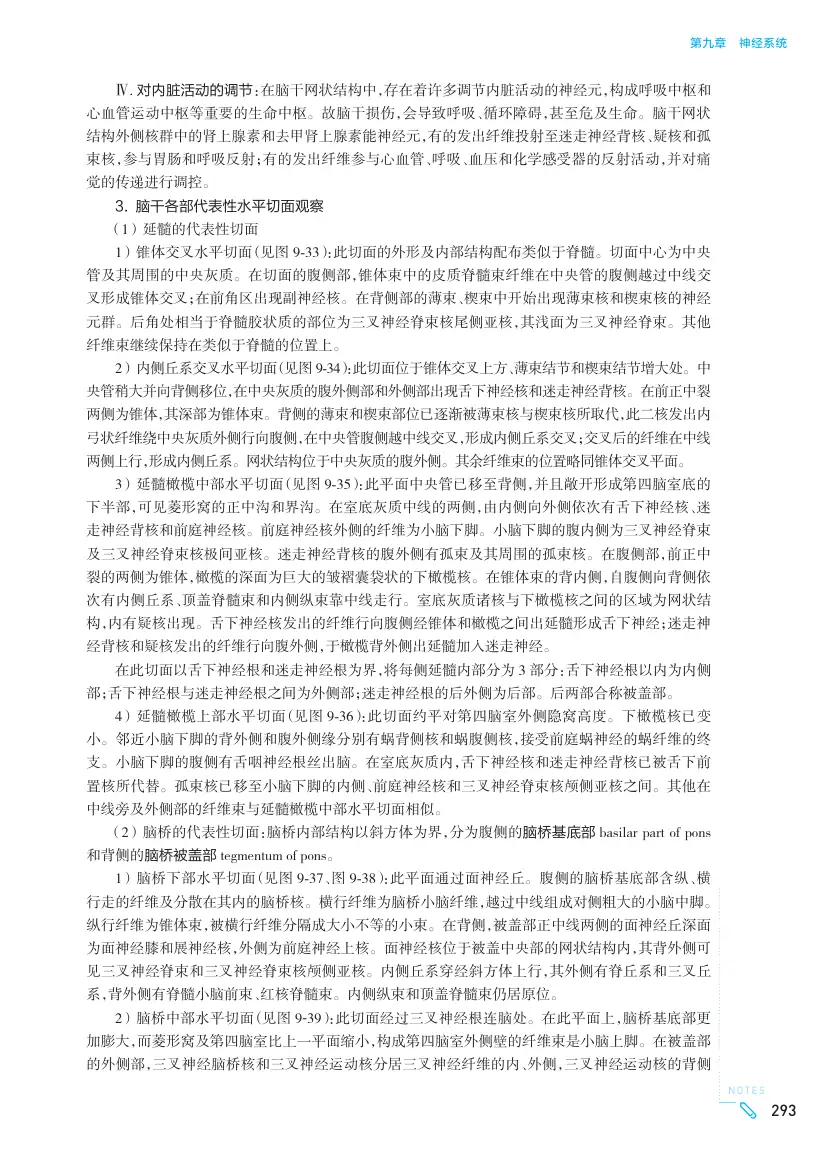 第九章 神经系统
Ⅳ. 对内脏活动的调节：在脑干网状结构中，存在着许多调节内脏活动的神经元，构成呼吸中枢和
心血管运动中枢等重要的生命中枢。故脑干损伤，会导致呼吸、循环障碍，甚至危及生命。脑干网状
结构外侧核群中的肾上腺素和去甲肾上腺素能神经元，有的发出纤维投射至迷走神经背核、疑核和孤
束核，参与胃肠和呼吸反射；有的发出纤维参与心血管、呼吸、血压和化学感受器的反射活动，并对痛
觉的传递进行调控。
3. 脑干各部代表性水平切面观察
（1）延髓的代表性切面
1）锥体交叉水平切面（见图 9-33）：此切面的外形及内部结构配布类似于脊髓。切面中心为中央
管及其周围的中央灰质。在切面的腹侧部，锥体束中的皮质脊髓束纤维在中央管的腹侧越过中线交
叉形成锥体交叉；在前角区出现副神经核。在背侧部的薄束、楔束中开始出现薄束核和楔束核的神经
元群。后角处相当于脊髓胶状质的部位为三叉神经脊束核尾侧亚核，其浅面为三叉神经脊束。其他
纤维束继续保持在类似于脊髓的位置上。
2）内侧丘系交叉水平切面（见图 9-34）：此切面位于锥体交叉上方、薄束结节和楔束结节增大处。中
央管稍大并向背侧移位，在中央灰质的腹外侧部和外侧部出现舌下神经核和迷走神经背核。在前正中裂
两侧为锥体，其深部为锥体束。背侧的薄束和楔束部位已逐渐被薄束核与楔束核所取代，此二核发出内
弓状纤维绕中央灰质外侧行向腹侧，在中央管腹侧越中线交叉，形成内侧丘系交叉；交叉后的纤维在中线
两侧上行，形成内侧丘系。网状结构位于中央灰质的腹外侧。其余纤维束的位置略同锥体交叉平面。
3）延髓橄榄中部水平切面（见图 9-35）：此平面中央管已移至背侧，并且敞开形成第四脑室底的
下半部，可见菱形窝的正中沟和界沟。在室底灰质中线的两侧，由内侧向外侧依次有舌下神经核、迷
走神经背核和前庭神经核。前庭神经核外侧的纤维为小脑下脚。小脑下脚的腹内侧为三叉神经脊束
及三叉神经脊束核极间亚核。迷走神经背核的腹外侧有孤束及其周围的孤束核。在腹侧部，前正中
裂的两侧为锥体，橄榄的深面为巨大的皱褶囊袋状的下橄榄核。在锥体束的背内侧，自腹侧向背侧依
次有内侧丘系、顶盖脊髓束和内侧纵束靠中线走行。室底灰质诸核与下橄榄核之间的区域为网状结
构，内有疑核出现。舌下神经核发出的纤维行向腹侧经锥体和橄榄之间出延髓形成舌下神经；迷走神
经背核和疑核发出的纤维行向腹外侧，于橄榄背外侧出延髓加入迷走神经。
在此切面以舌下神经根和迷走神经根为界，将每侧延髓内部分为 3 部分：舌下神经根以内为内侧
部；舌下神经根与迷走神经根之间为外侧部；迷走神经根的后外侧为后部。后两部合称被盖部。
4）延髓橄榄上部水平切面（见图 9-36）：此切面约平对第四脑室外侧隐窝高度。下橄榄核已变
小。邻近小脑下脚的背外侧和腹外侧缘分别有蜗背侧核和蜗腹侧核，接受前庭蜗神经的蜗纤维的终
支。小脑下脚的腹侧有舌咽神经根丝出脑。在室底灰质内，舌下神经核和迷走神经背核已被舌下前
置核所代替。孤束核已移至小脑下脚的内侧、前庭神经核和三叉神经脊束核颅侧亚核之间。其他在
中线旁及外侧部的纤维束与延髓橄榄中部水平切面相似。
（2）脑桥的代表性切面：脑桥内部结构以斜方体为界，分为腹侧的脑桥基底部 basilar part of pons
和背侧的脑桥被盖部 tegmentum of pons。
1）脑桥下部水平切面（见图 9-37、图 9-38）：此平面通过面神经丘。腹侧的脑桥基底部含纵、横
行走的纤维及分散在其内的脑桥核。横行纤维为脑桥小脑纤维，越过中线组成对侧粗大的小脑中脚。
纵行纤维为锥体束，被横行纤维分隔成大小不等的小束。在背侧，被盖部正中线两侧的面神经丘深面
为面神经膝和展神经核，外侧为前庭神经上核。面神经核位于被盖中央部的网状结构内，其背外侧可
见三叉神经脊束和三叉神经脊束核颅侧亚核。内侧丘系穿经斜方体上行，其外侧有脊丘系和三叉丘
系，背外侧有脊髓小脑前束、红核脊髓束。内侧纵束和顶盖脊髓束仍居原位。
2）脑桥中部水平切面（见图 9-39）：此切面经过三叉神经根连脑处。在此平面上，脑桥基底部更
加膨大，而菱形窝及第四脑室比上一平面缩小，构成第四脑室外侧壁的纤维束是小脑上脚。在被盖部
的外侧部，三叉神经脑桥核和三叉神经运动核分居三叉神经纤维的内、外侧，三叉神经运动核的背侧
NOTES
293